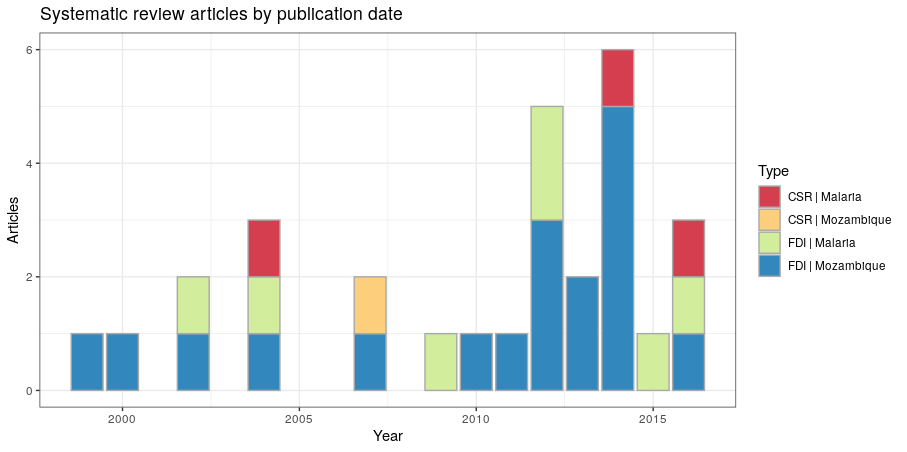 Systematic review articles by publication date
6
4
2
0
Articles
2000
2005
2010
2015
Year
Type
CSR | Malaria
CSR | Mozambique
FDI | Malaria
FDI | Mozambique